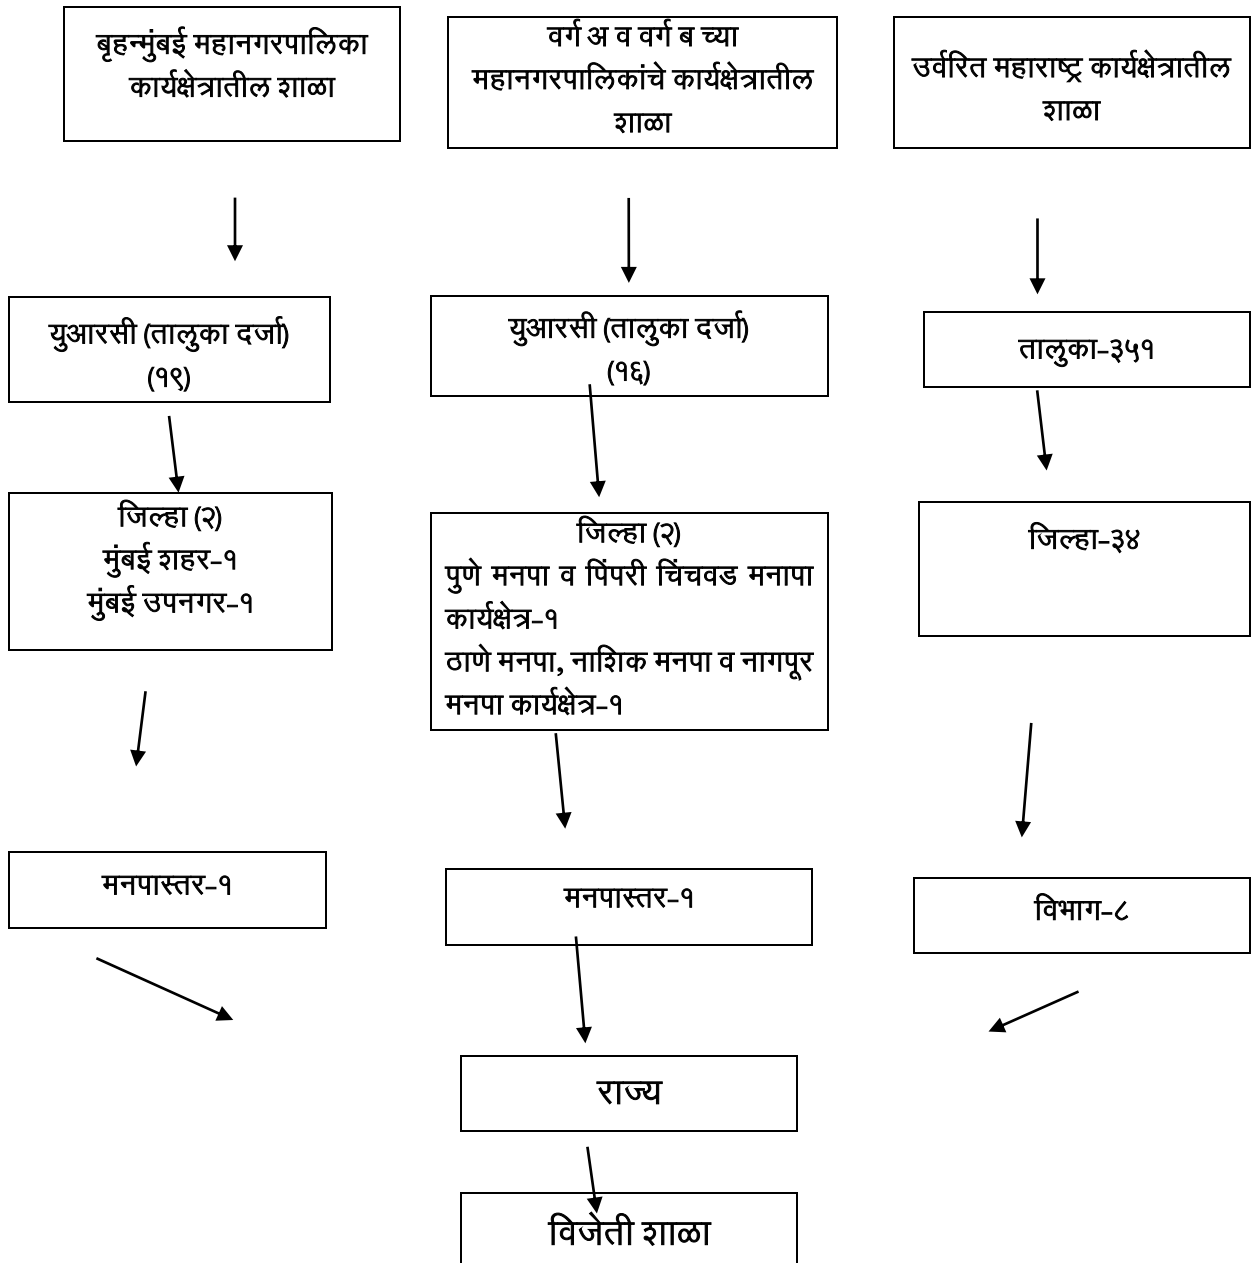 बृहन्मुंबई महानगरपालिका
कार्यक्षेत्रातील शाळा
वर्ग अ व वर्ग ब च्या
महानगरपालिकांचे कार्यक्षेत्रातील
शाळा
उर्वरित महाराष्ट्र कार्यक्षेत्रातील
शाळा
युआरसी (तालुका दर्जा)
(१९)
युआरसी (तालुका दर्जा)
(१६)
तालुका-३५१
जिल्हा (२)
मुंबई शहर-१
मुंबई उपनगर-१
जिल्हा (२)
पुणे मनपा व पिंपरी चिंचवड मनापा
कार्यक्षेत्र-१
ठाणे मनपा, नाशिक मनपा व नागपूर
मनपा कार्यक्षेत्र-१
जिल्हा-३४
मनपास्तर-१
मनपास्तर-१
विभाग-८
राज्य
विजेती शाळा